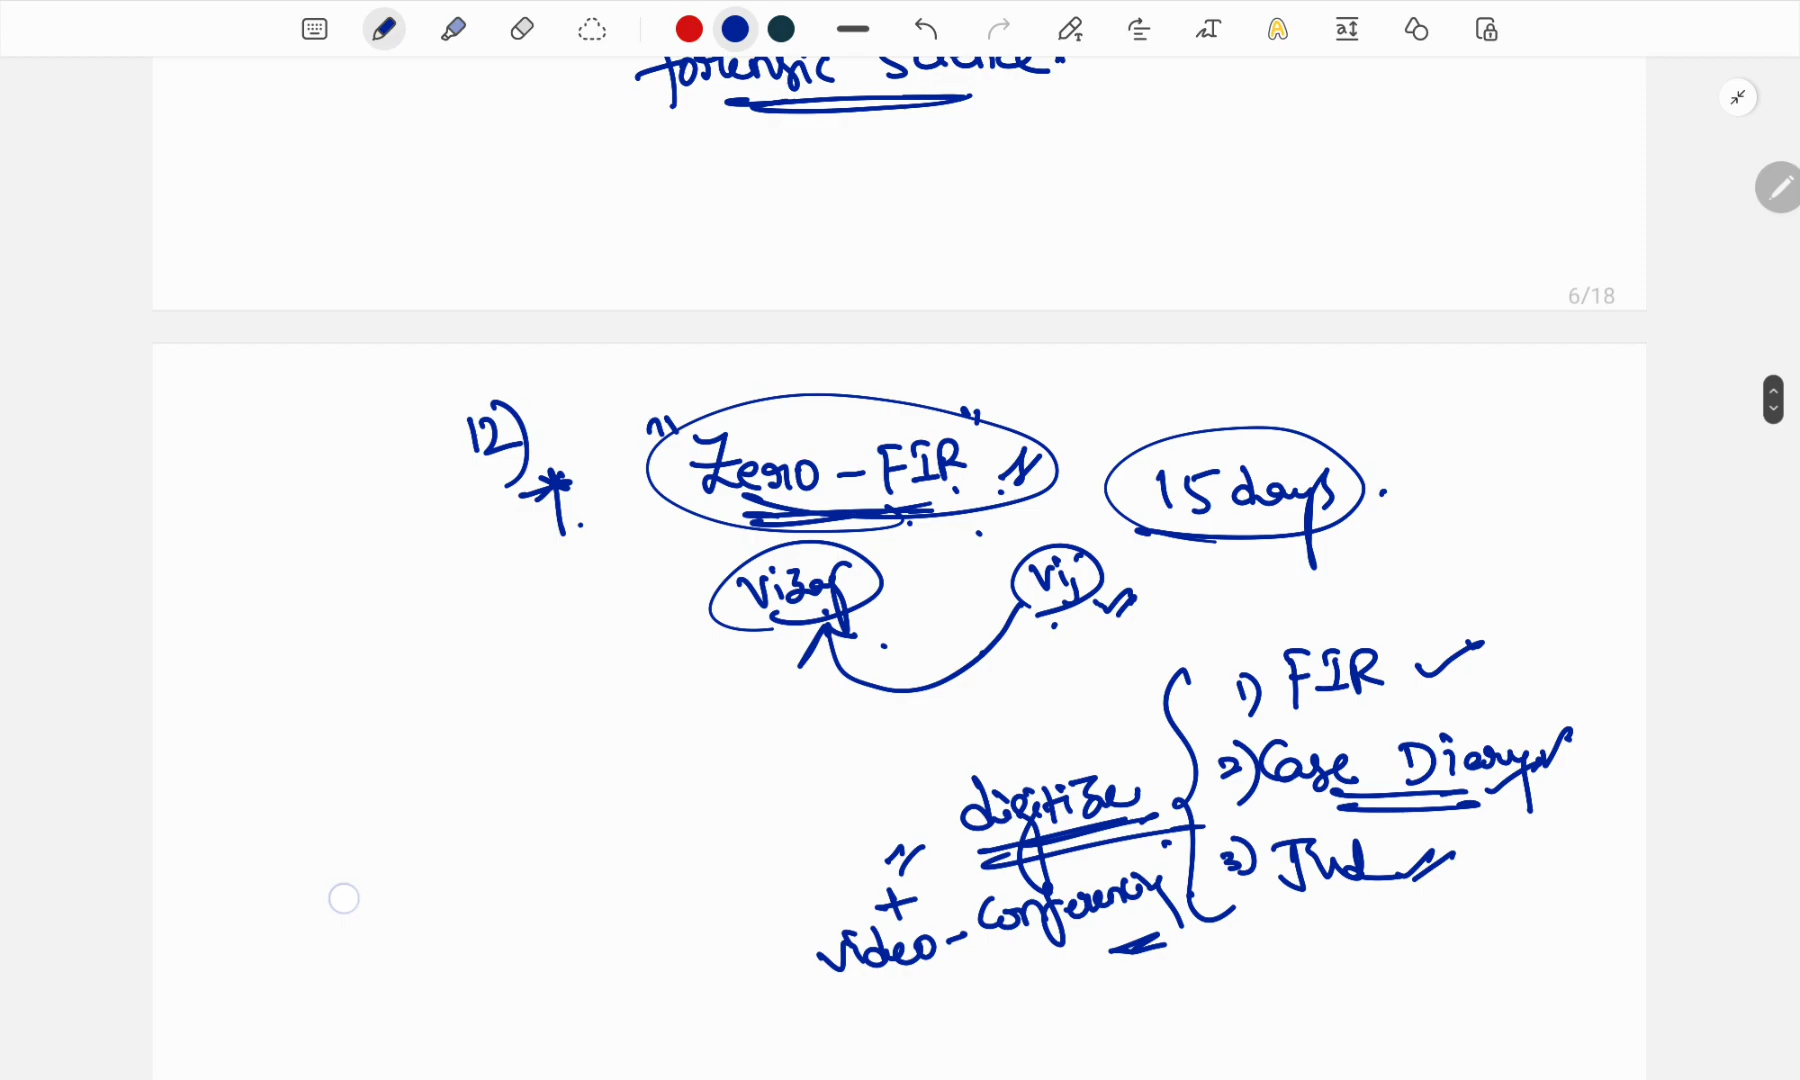 forensic science.
6/18
12) * "Zero-FIR" 15 days.
Vizag Vij
1) FIR
2) Case Diary
digitize
3) Jud
+
video-conferency